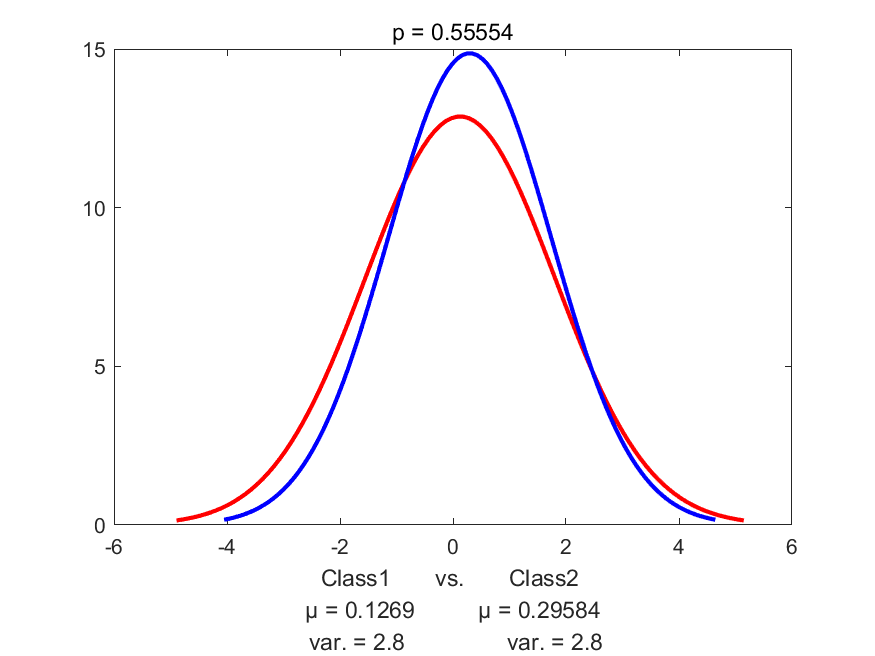 p = 0.55554
15
10
5
0
-6 -4 -2 0 2 4 6
Class1 vs. Class2
μ = 0.1269 μ = 0.29584
var. = 2.8 var. = 2.8